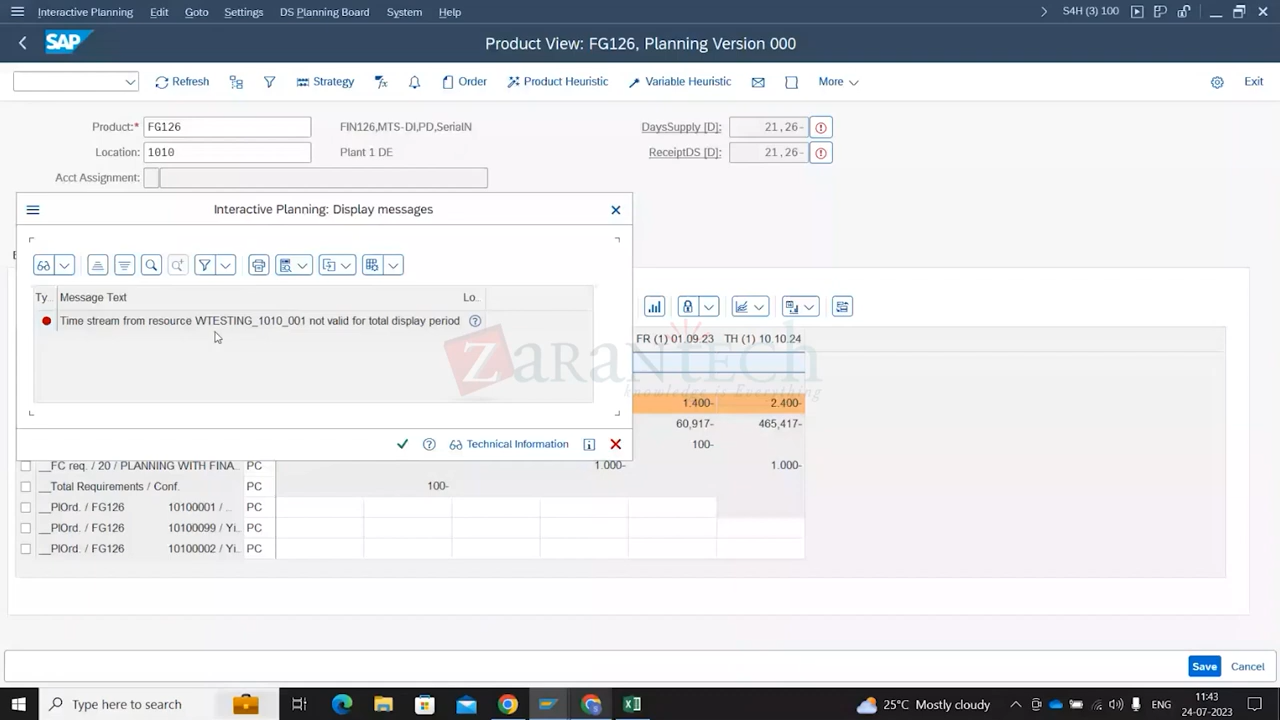 Interactive Planning Edit Goto Settings DS Planning Board System Help S4H (3) 100
SAP Product View: FG126, Planning Version 000
Refresh Strategy Order Product Heuristic Variable Heuristic More Exit
Product:* FG126 FIN126,MTS-DI,PD,SerialN DaysSupply [D]: 21,26-
Location: 1010 Plant 1 DE ReceiptDS [D]: 21,26-
Acct Assignment:
Interactive Planning: Display messages
Ty.. Message Text Lo..
Time stream from resource WTESTING_1010_001 not valid for total display period
Technical Information
FR (1) 01.09.23 TH (1) 10.10.24
ZaranTech
knowledge is Everything
1.400- 2.400-
60,917- 465,417-
100-
__FC req. / 20 / PLANNING WITH FINA.. PC 1.000- 1.000-
__Total Requirements / Conf. PC 100-
__PlOrd. / FG126 10100001 / .. PC
__PlOrd. / FG126 10100099 / Yi.. PC
__PlOrd. / FG126 10100002 / Yi.. PC
Save Cancel
Type here to search 25°C Mostly cloudy ENG 11:43
24-07-2023